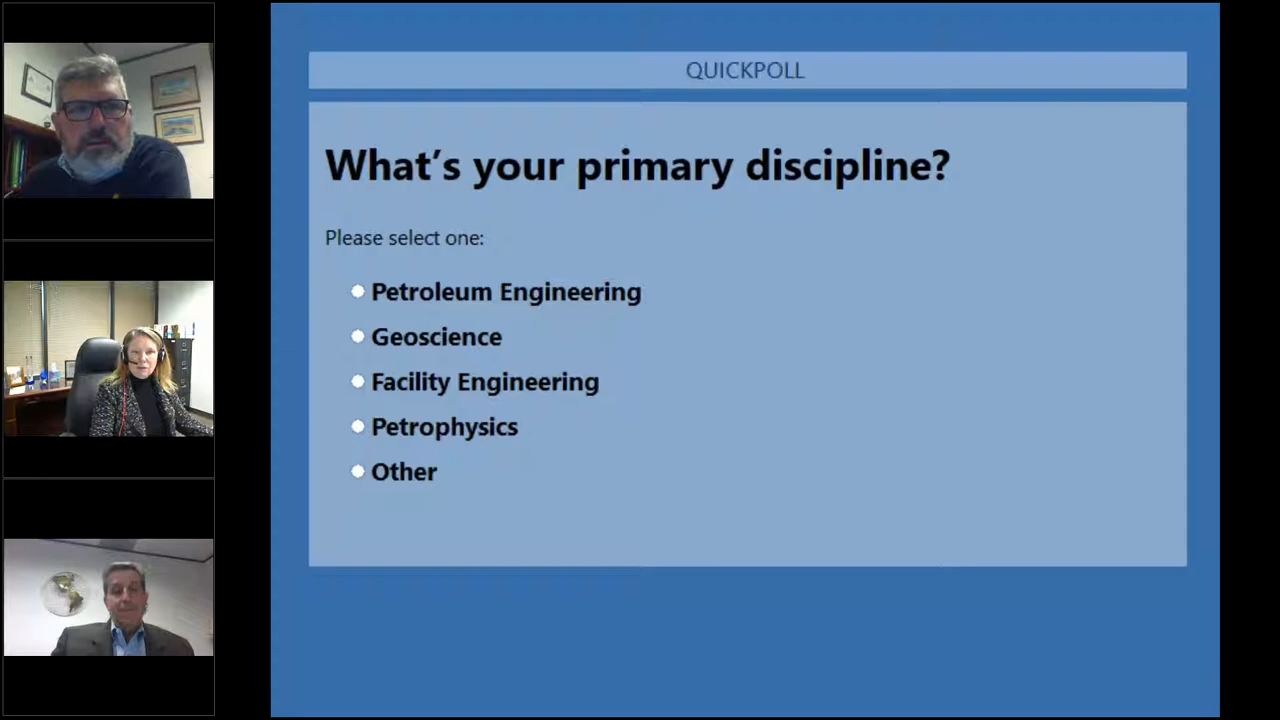 QUICKPOLL
What’s your primary discipline?
Please select one:
Petroleum Engineering
Geoscience
Facility Engineering
Petrophysics
Other